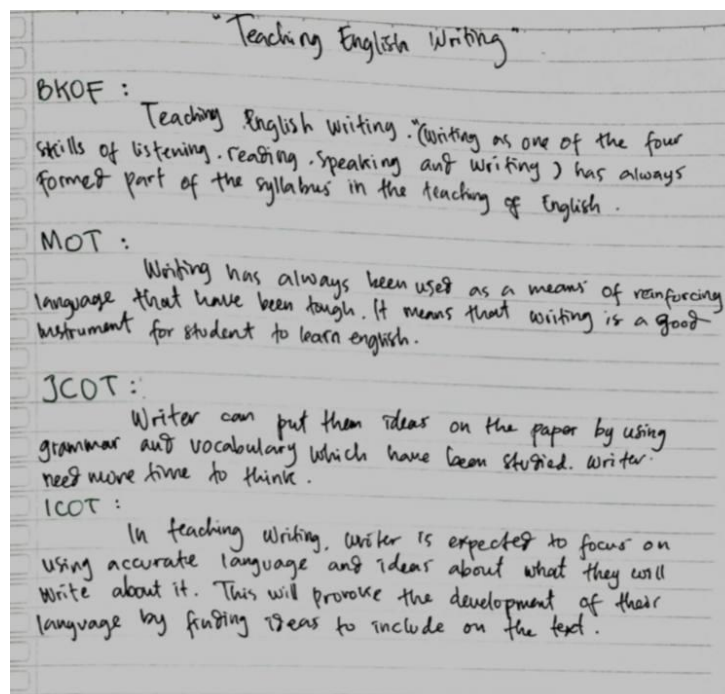 "Teaching English Writing"
BKOF :
Teaching English writing. "(Writing as one of the four
skills of listening. reading. speaking and writing) has always
formed part of the syllabus in the teaching of English.
MOT :
Writing has always been used as a means of reinforcing
language that have been tough. It means that writing is a good
instrument for student to learn english.
JCOT :
Writer can put them ideas on the paper by using
grammar and vocabulary which have been studied. Writer
need more time to think.
ICOT :
In teaching writing, writer is expected to focus on
using accurate language and ideas about what they will
write about it. This will provoke the development of their
language by finding ideas to include on the text.